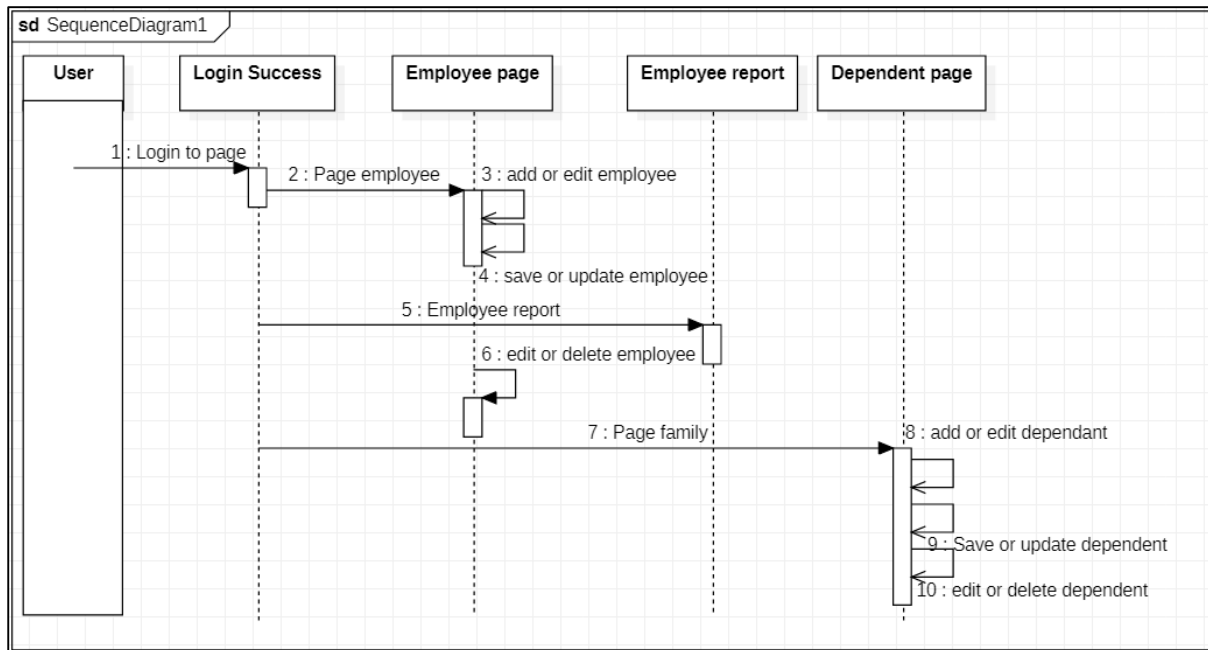 sd SequenceDiagram1
User
Login Success
Employee page
Employee report
Dependent page
1 : Login to page
2 : Page employee
3 : add or edit employee
4 : save or update employee
5 : Employee report
6 : edit or delete employee
7 : Page family
8 : add or edit dependant
9 : Save or update dependent
10 : edit or delete dependent